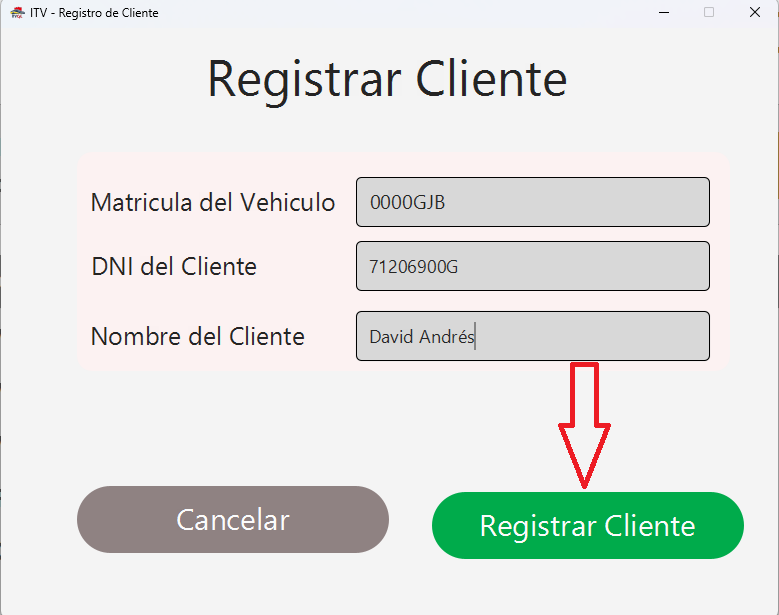 ITV - Registro de Cliente
Registrar Cliente
Matricula del Vehiculo 0000GJB
DNI del Cliente 71206900G
Nombre del Cliente David Andrés
Cancelar Registrar Cliente